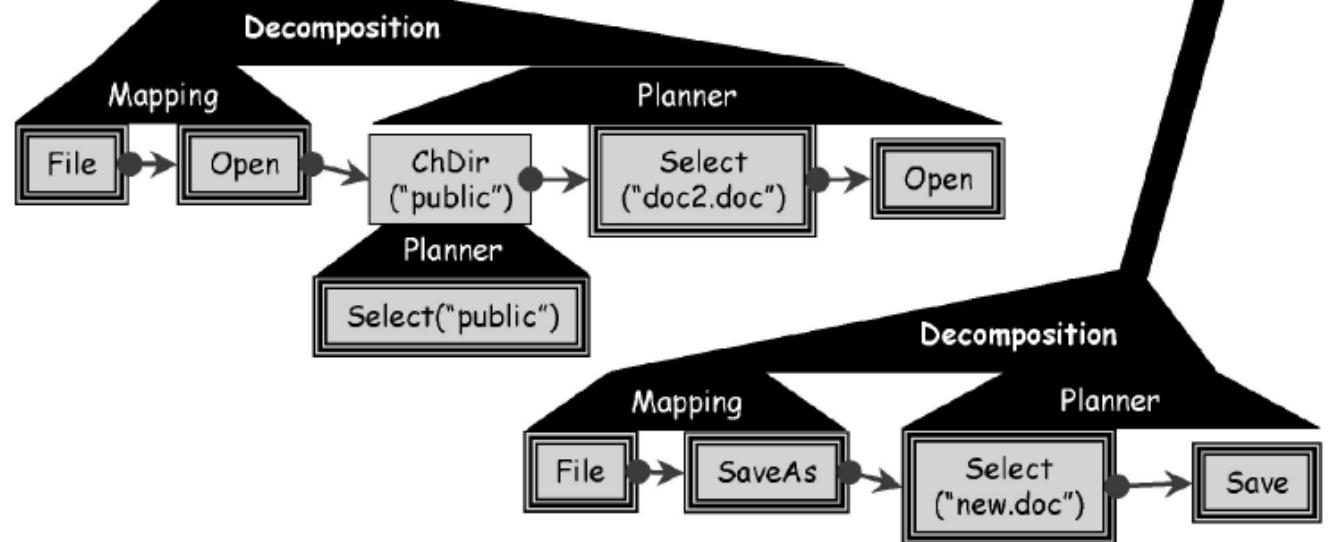 Decomposition
Mapping
Planner
File
Open
ChDir
(“public”)
Select
(“doc2.doc”)
Open
Planner
Select(“public”)
Decomposition
Mapping
Planner
File
SaveAs
Select
(“new.doc”)
Save